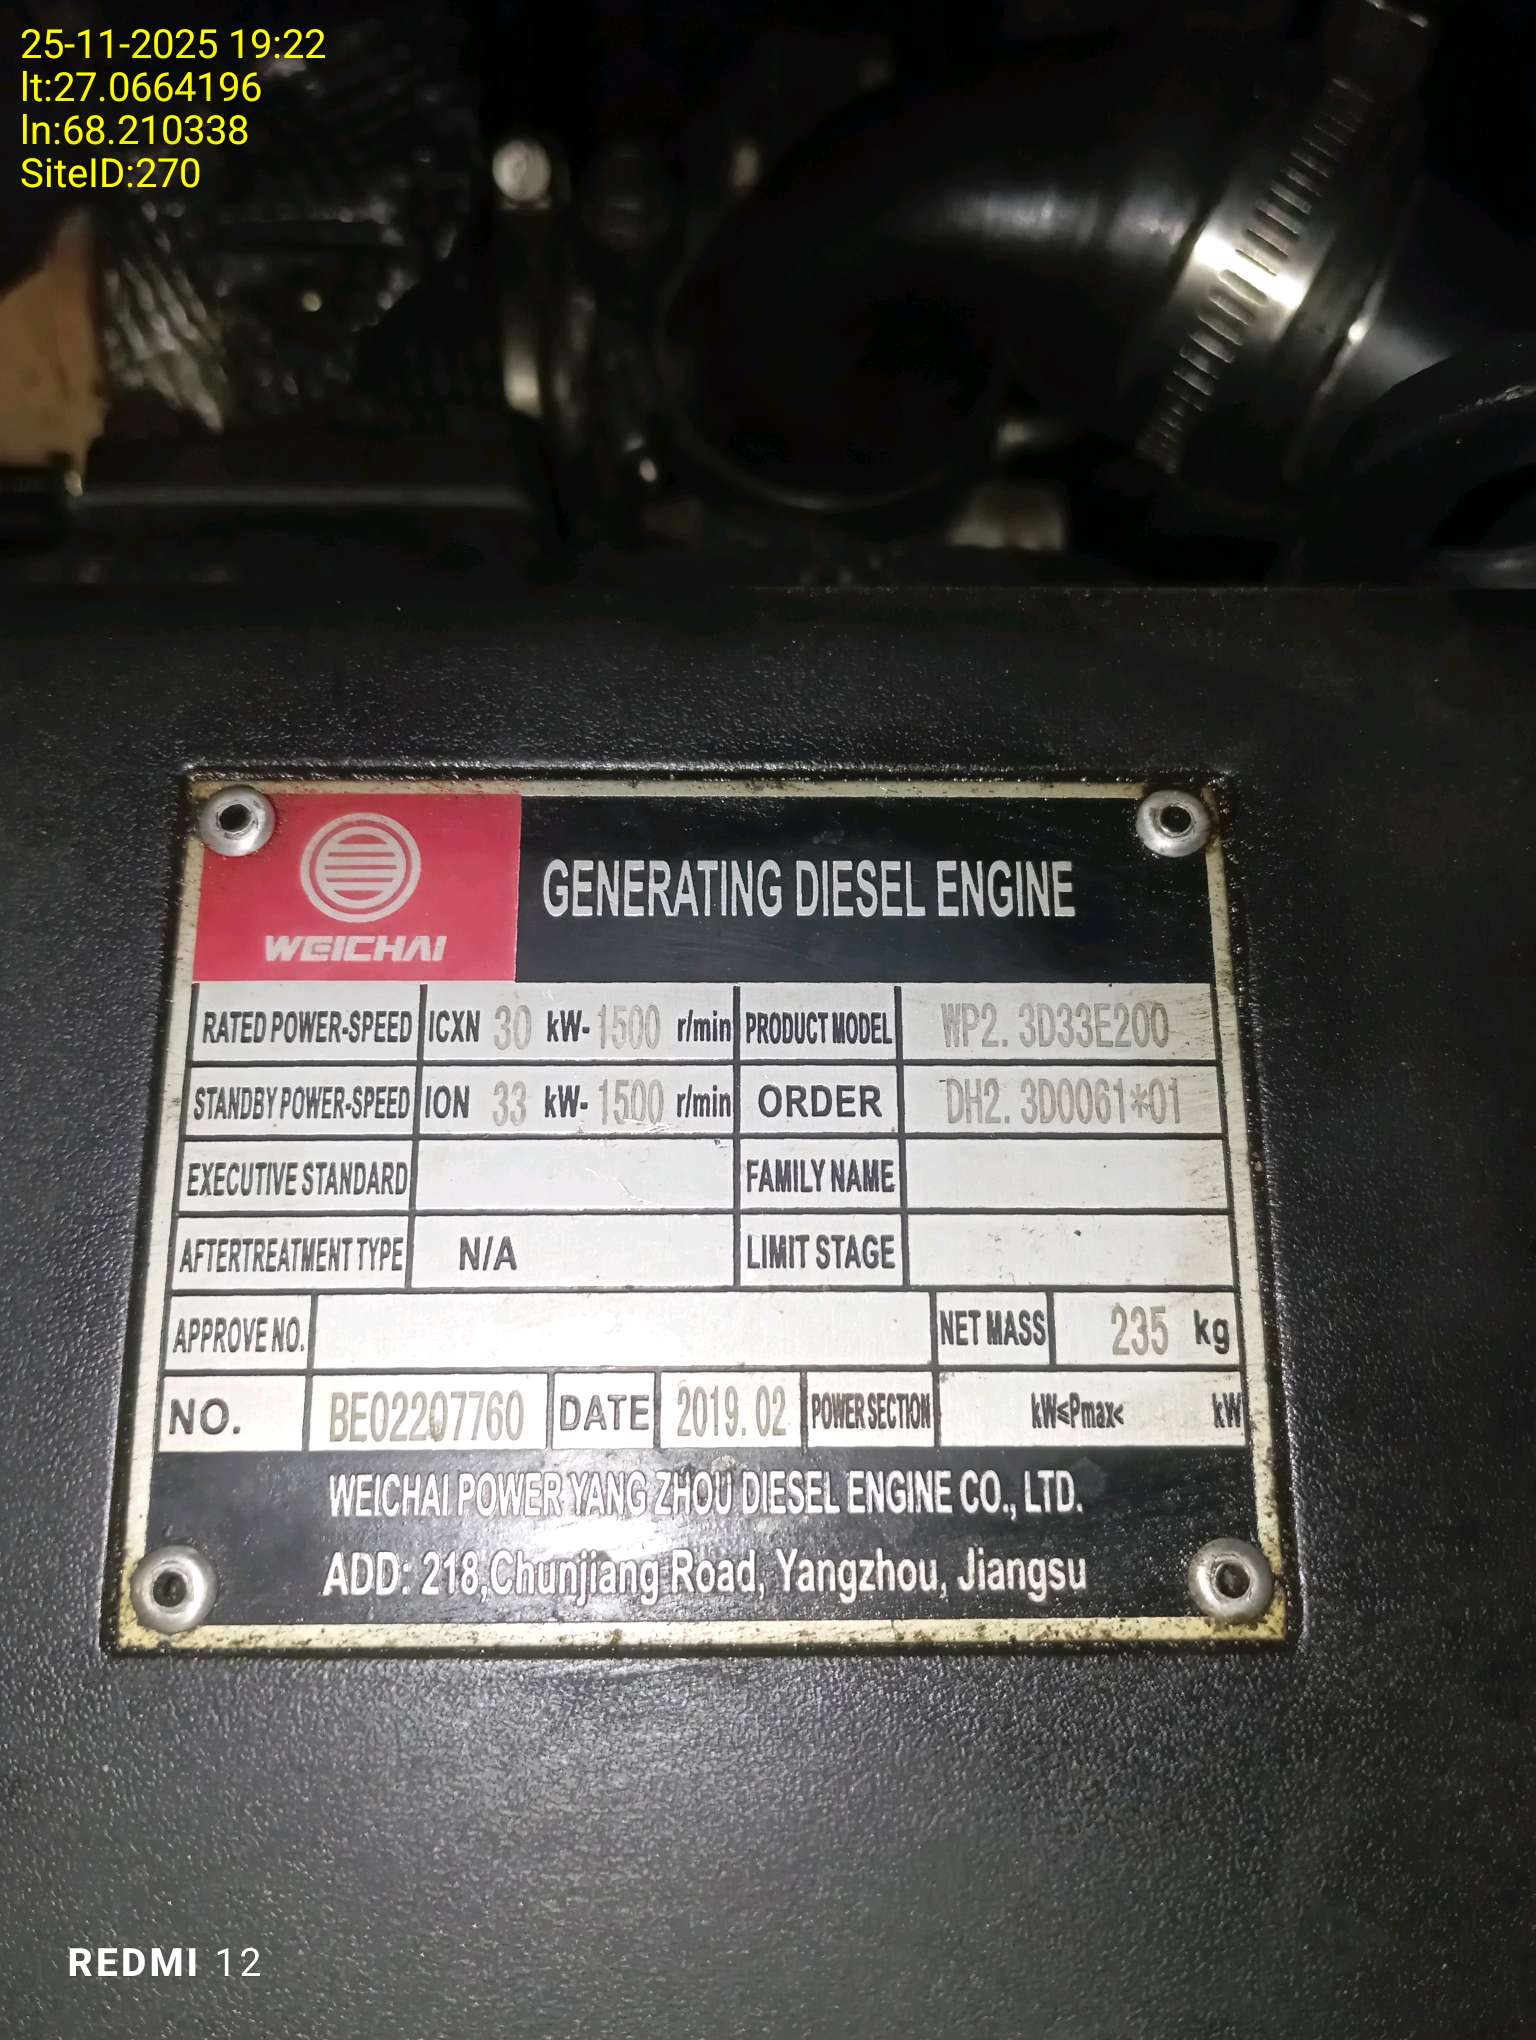 25-11-2025 19:22
lt:27.0664196
ln:68.210338
SiteID:270
WEICHAI
GENERATING DIESEL ENGINE
RATED POWER-SPEED ICXN 30 kW- 1500 r/min PRODUCT MODEL WP2.3D33E200
STANDBY POWER-SPEED ION 33 kW- 1500 r/min ORDER DH2.3D0061*01
EXECUTIVE STANDARD FAMILY NAME
AFTERTREATMENT TYPE N/A LIMIT STAGE
APPROVE NO. NET MASS 235 kg
NO. BE02207760 DATE 2019.02 POWER SECTION kW≤Pmax< kW
WEICHAI POWER YANG ZHOU DIESEL ENGINE CO., LTD.
ADD: 218,Chunjiang Road, Yangzhou, Jiangsu
REDMI 12